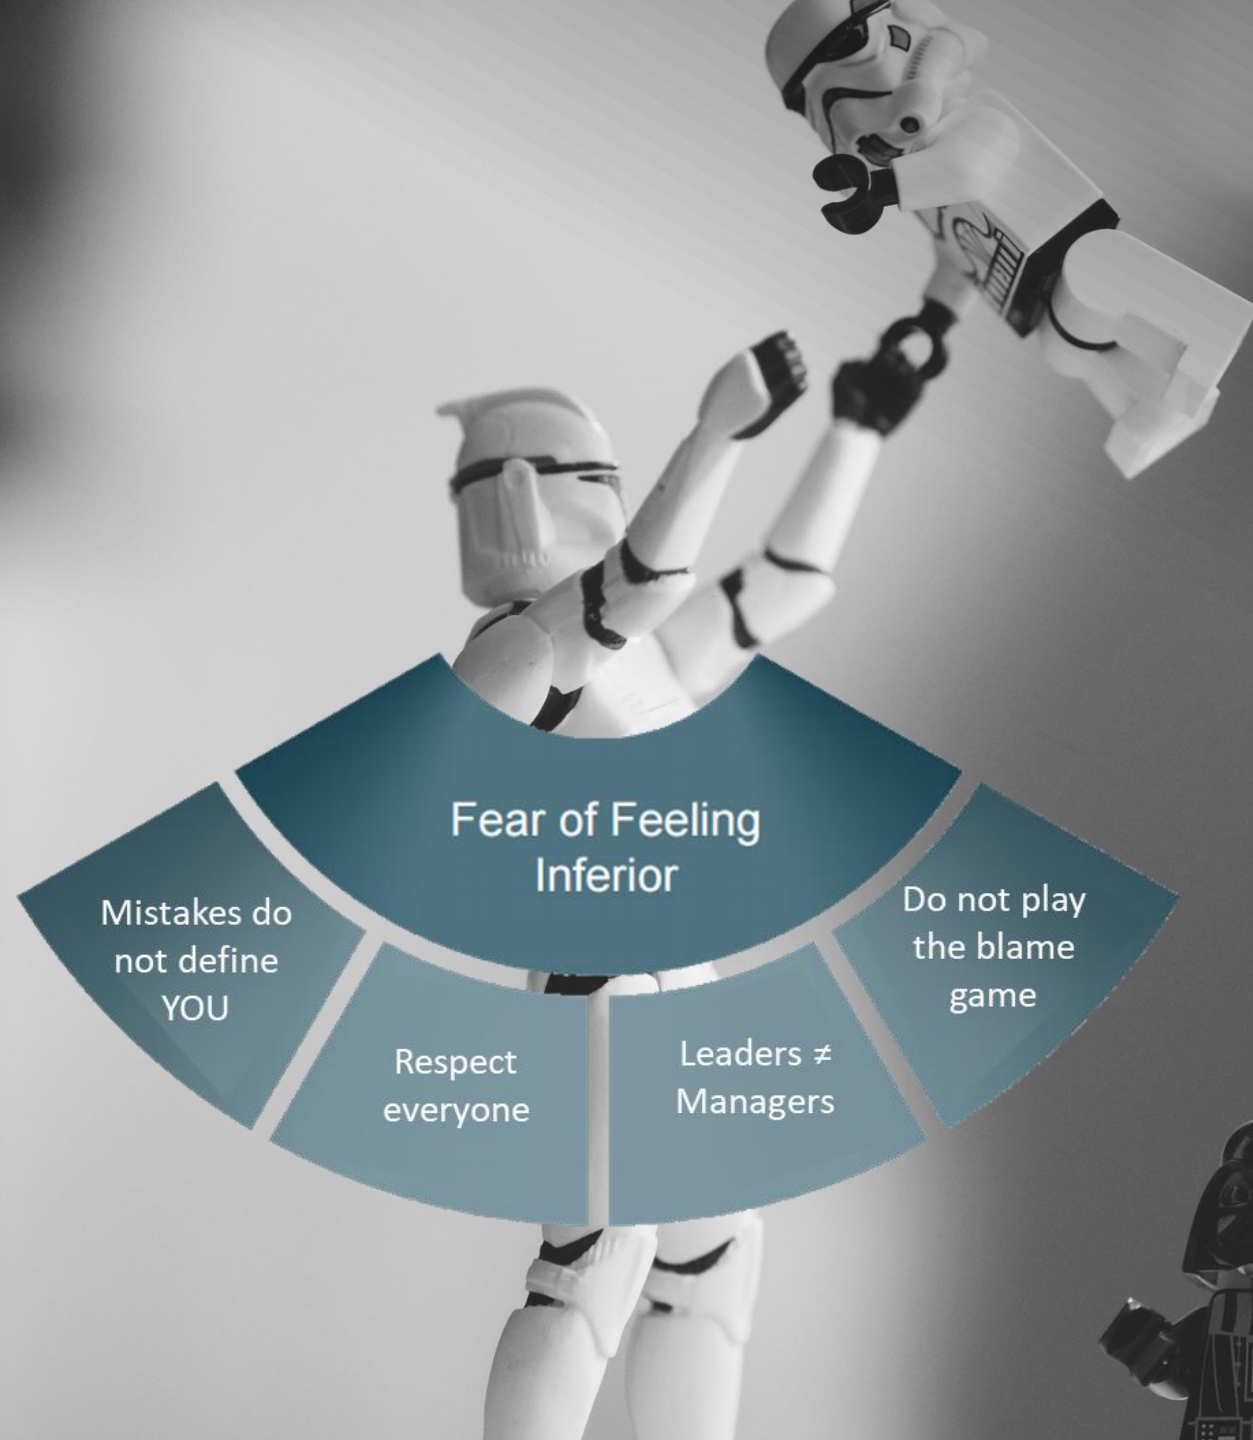 Fear of Feeling
Inferior
Mistakes do
not define
YOU
Respect
everyone
Leaders ≠
Managers
Do not play
the blame
game